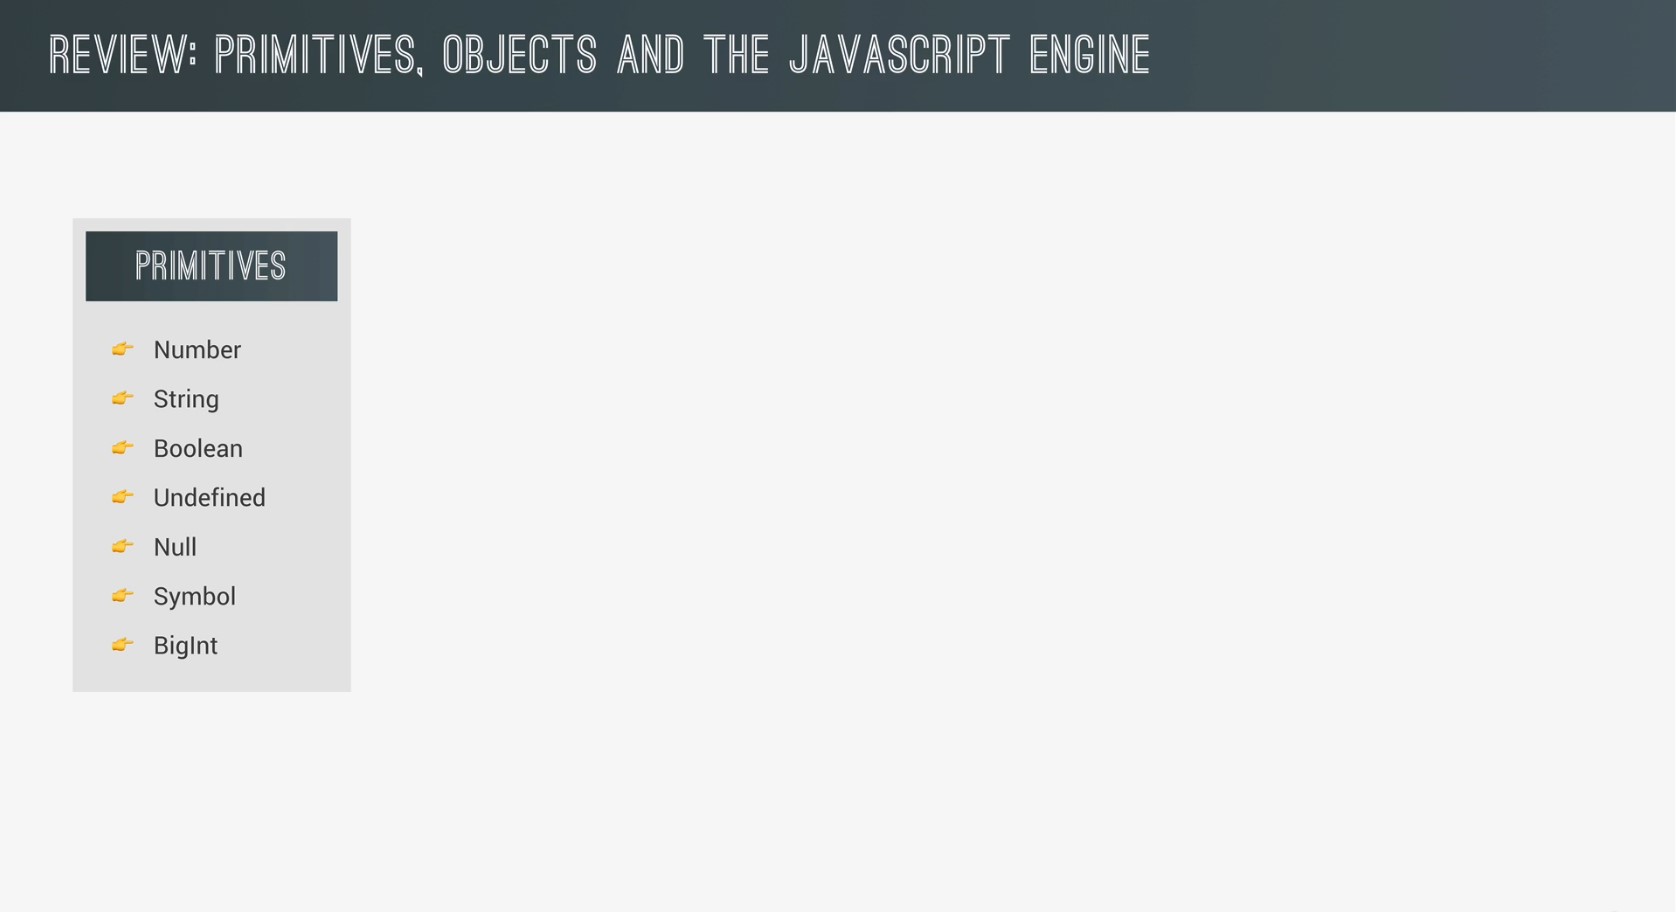 REVIEW: PRIMITIVES, OBJECTS AND THE JAVASCRIPT ENGINE
PRIMITIVES
👉 Number
👉 String
👉 Boolean
👉 Undefined
👉 Null
👉 Symbol
👉 BigInt